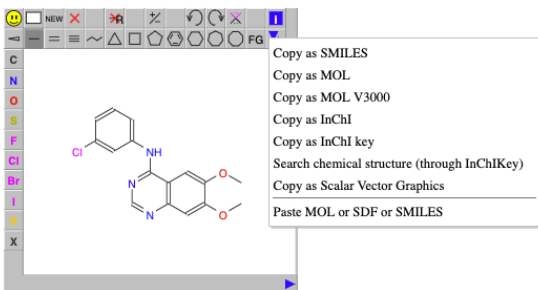 NEW R +/-
FG
Copy as SMILES
Copy as MOL
Copy as MOL V3000
Copy as InChI
Copy as InChI key
Search chemical structure (through InChIKey)
Copy as Scalar Vector Graphics
Paste MOL or SDF or SMILES
C
N
O
S
F
Cl
Br
I
X
Cl
NH
N
N
O
O